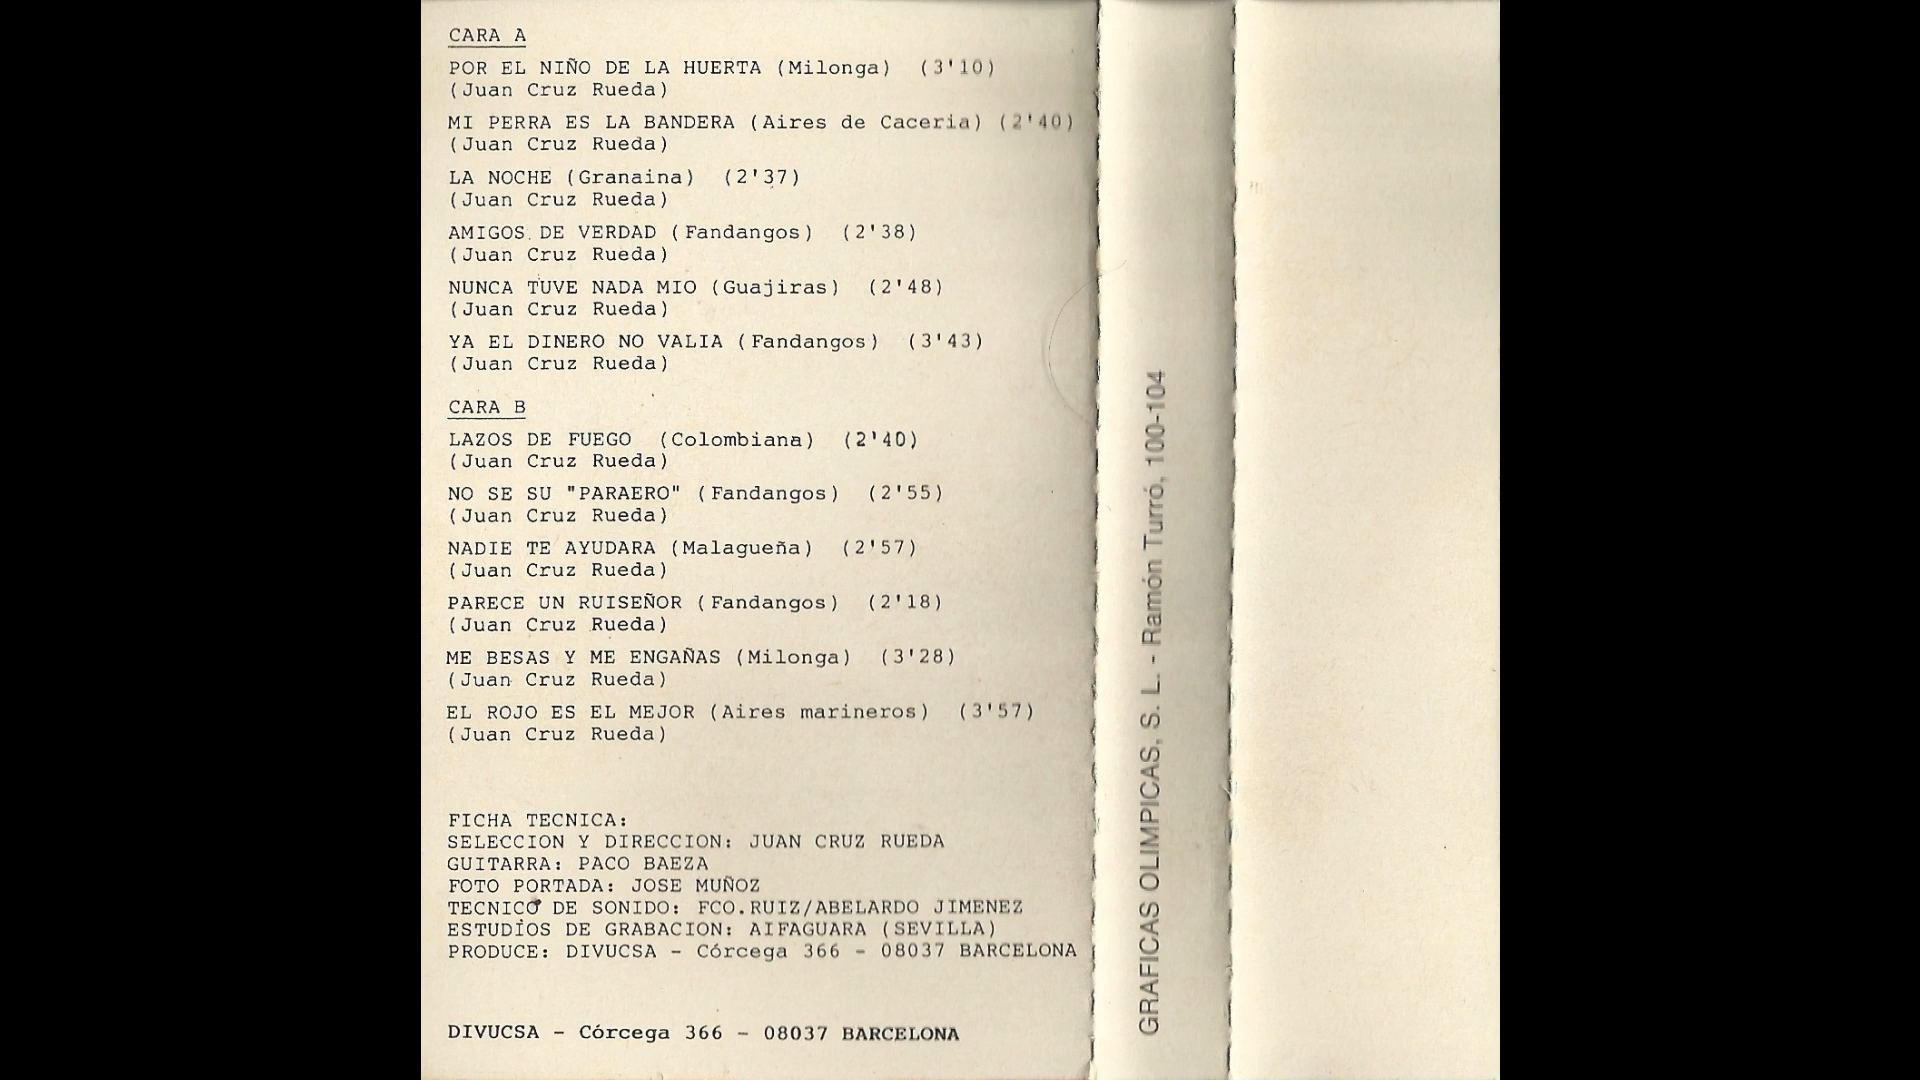 CARA A
POR EL NIÑO DE LA HUERTA (Milonga) (3'10)
(Juan Cruz Rueda)
MI PERRA ES LA BANDERA (Aires de Caceria) (2'40)
(Juan Cruz Rueda)
LA NOCHE (Granaina) (2'37)
(Juan Cruz Rueda)
AMIGOS DE VERDAD (Fandangos) (2'38)
(Juan Cruz Rueda)
NUNCA TUVE NADA MIO (Guajiras) (2'48)
(Juan Cruz Rueda)
YA EL DINERO NO VALIA (Fandangos) (3'43)
(Juan Cruz Rueda)
CARA B
LAZOS DE FUEGO (Colombiana) (2'40)
(Juan Cruz Rueda)
NO SE SU "PARAERO" (Fandangos) (2'55)
(Juan Cruz Rueda)
NADIE TE AYUDARA (Malagueña) (2'57)
(Juan Cruz Rueda)
PARECE UN RUISEÑOR (Fandangos) (2'18)
(Juan Cruz Rueda)
ME BESAS Y ME ENGAÑAS (Milonga) (3'28)
(Juan Cruz Rueda)
EL ROJO ES EL MEJOR (Aires marineros) (3'57)
(Juan Cruz Rueda)
FICHA TECNICA:
SELECCION Y DIRECCION: JUAN CRUZ RUEDA
GUITARRA: PACO BAEZA
FOTO PORTADA: JOSE MUÑOZ
TECNICO DE SONIDO: FCO.RUIZ/ABELARDO JIMENEZ
ESTUDIOS DE GRABACION: AIFAGUARA (SEVILLA)
PRODUCE: DIVUCSA - Córcega 366 - 08037 BARCELONA
DIVUCSA - Córcega 366 - 08037 BARCELONA
GRAFICAS OLIMPICAS, S. L. - Ramón Turró, 100-104